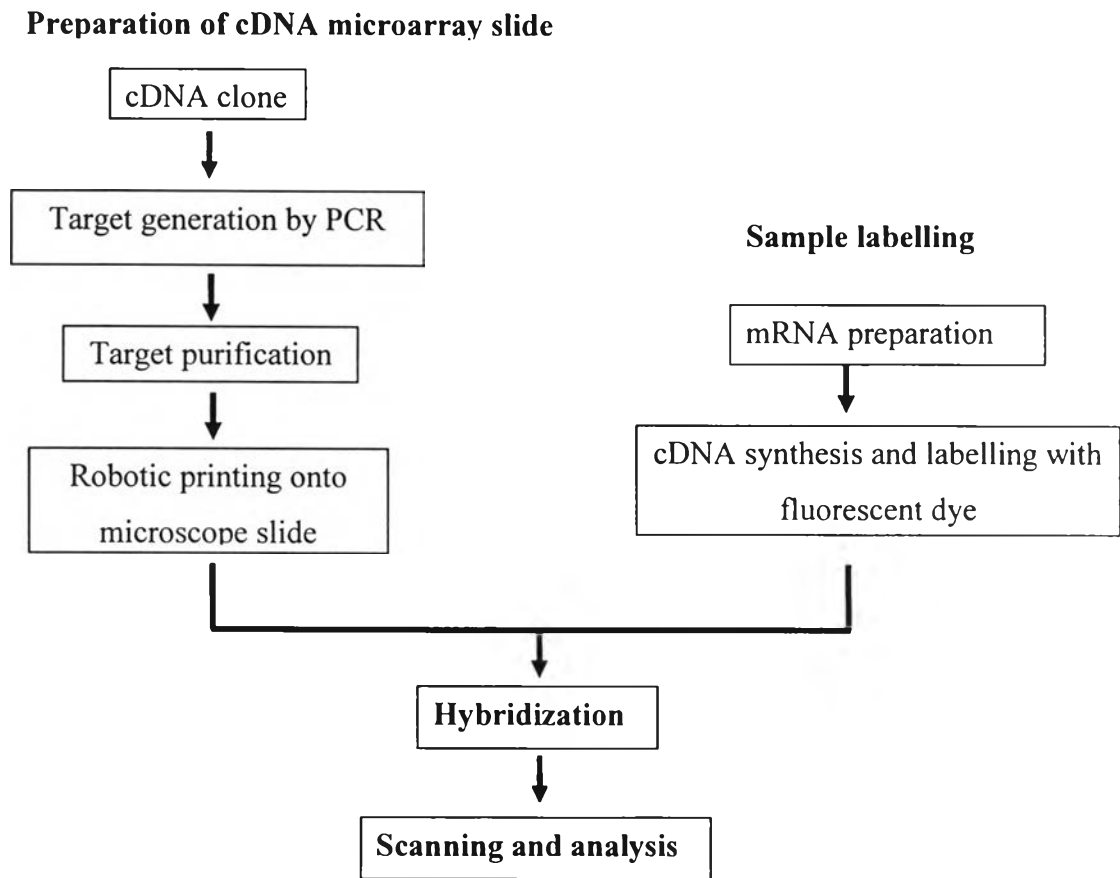 Preparation of cDNA microarray slide
cDNA clone
Target generation by PCR
Target purification
Robotic printing onto
microscope slide
Sample labelling
mRNA preparation
cDNA synthesis and labelling with
fluorescent dye
Hybridization
Scanning and analysis